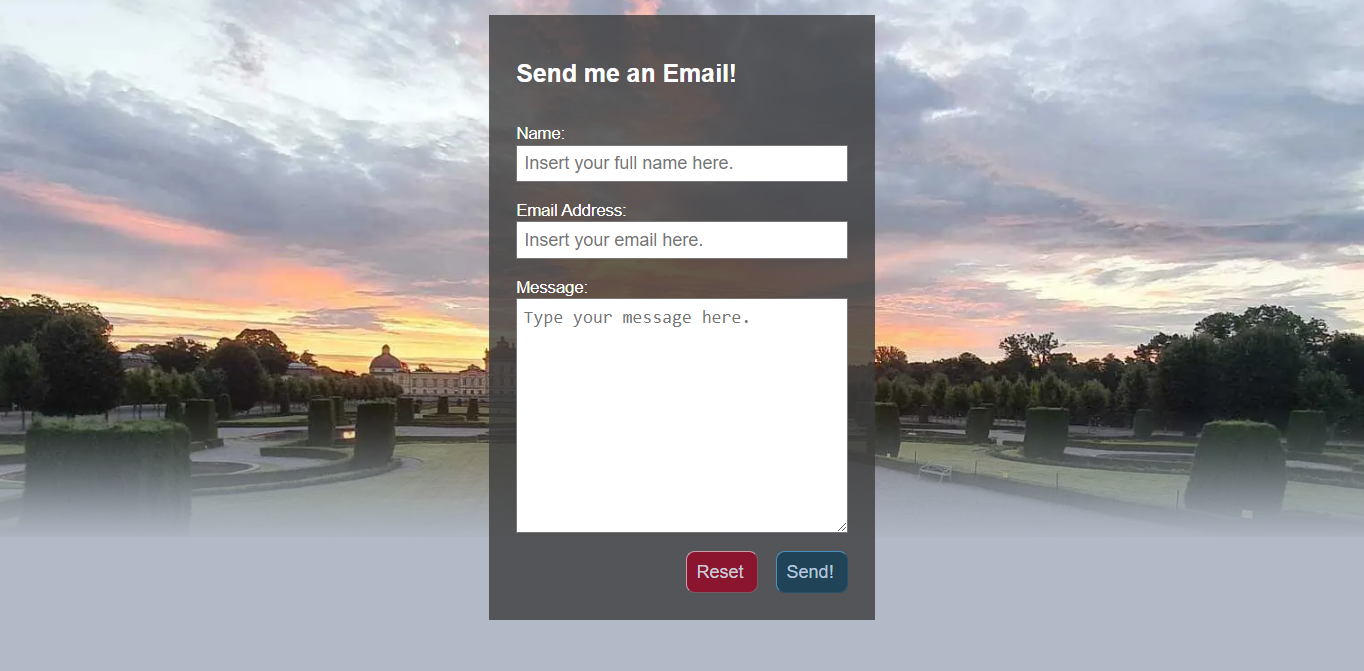 Send me an Email!
Name:
Insert your full name here.
Email Address:
Insert your email here.
Message:
Type your message here.
Reset Send!